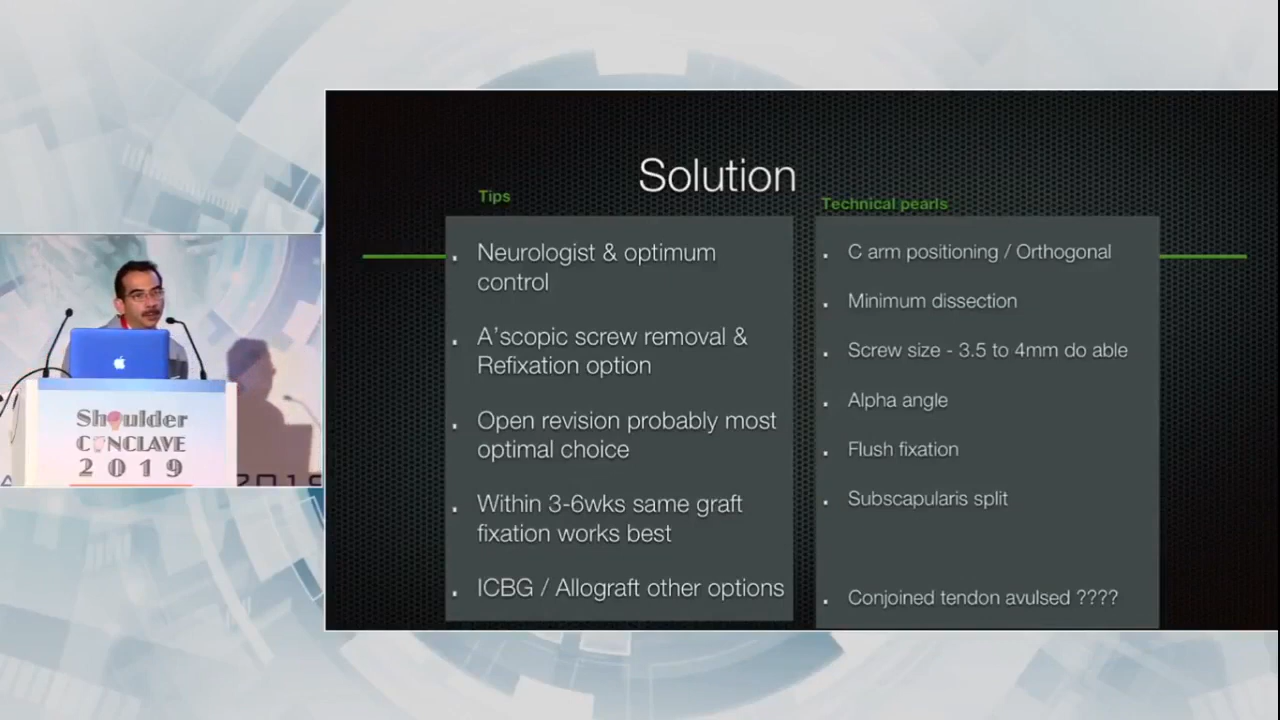 Solution
Tips
. Neurologist & optimum
control
. A'scopic screw removal &
Refixation option
. Open revision probably most
optimal choice
. Within 3-6wks same graft
fixation works best
. ICBG / Allograft other options
Technical pearls
. C arm positioning / Orthogonal
. Minimum dissection
. Screw size - 3.5 to 4mm do able
. Alpha angle
. Flush fixation
. Subscapularis split
. Conjoined tendon avulsed ????
Shoulder
CONCLAVE
2019
2019